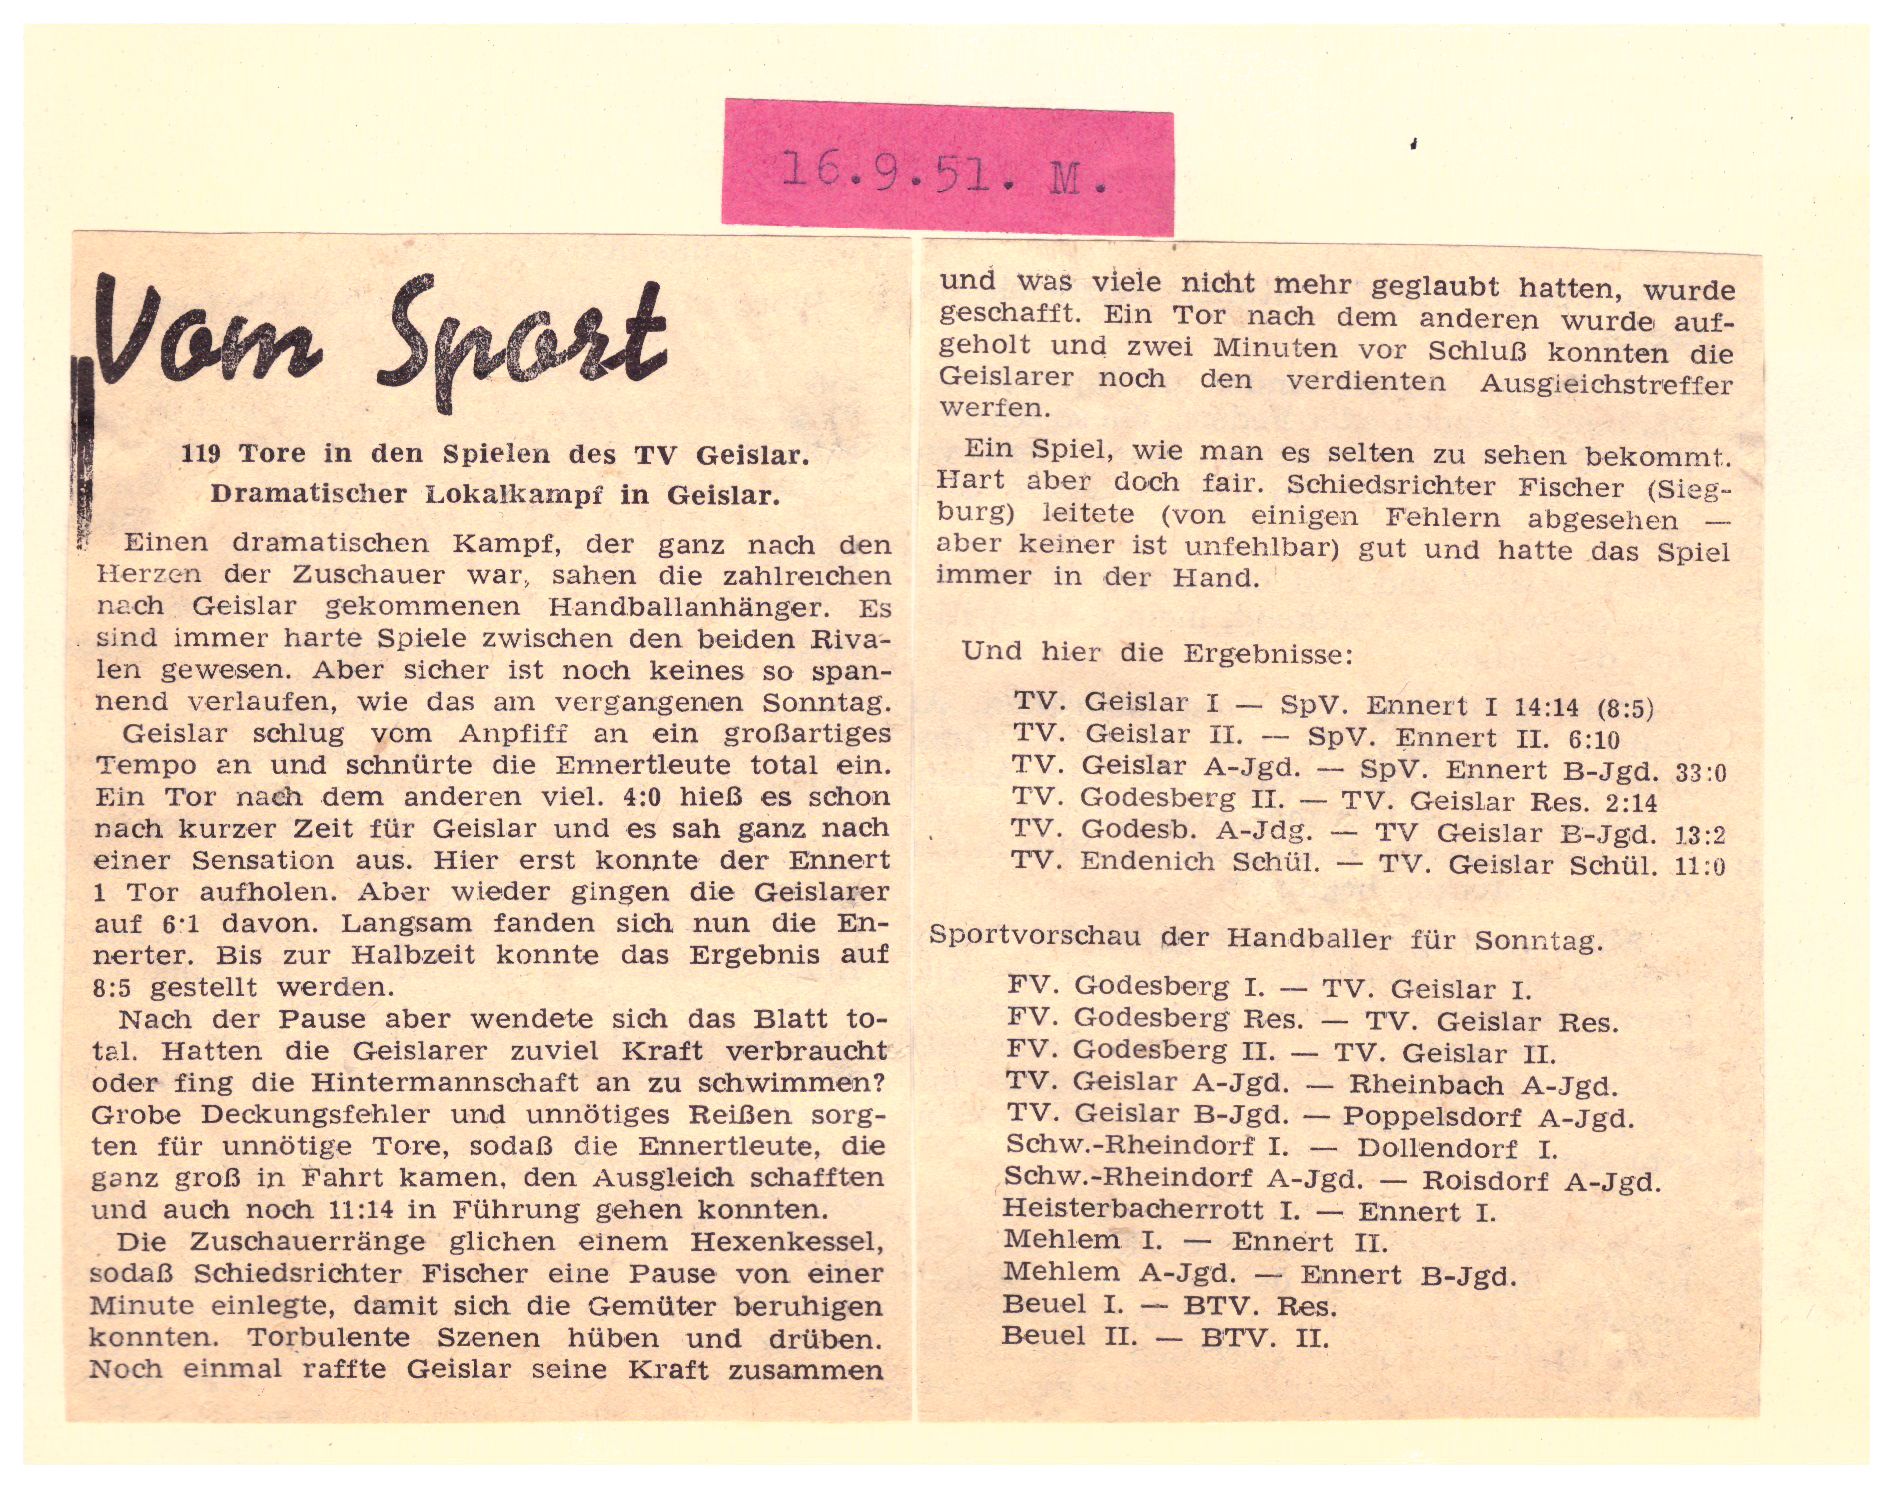 16.9.51. M.
Vom Sport
119 Tore in den Spielen des TV Geislar.
Dramatischer Lokalkampf in Geislar.
Einen dramatischen Kampf, der ganz nach den
Herzen der Zuschauer war, sahen die zahlreichen
nach Geislar gekommenen Handballanhänger. Es
sind immer harte Spiele zwischen den beiden Riva-
len gewesen. Aber sicher ist noch keines so span-
nend verlaufen, wie das am vergangenen Sonntag.
Geislar schlug vom Anpfiff an ein großartiges
Tempo an und schnürte die Ennertleute total ein.
Ein Tor nach dem anderen viel. 4:0 hieß es schon
nach kurzer Zeit für Geislar und es sah ganz nach
einer Sensation aus. Hier erst konnte der Ennert
1 Tor aufholen. Aber wieder gingen die Geislarer
auf 6:1 davon. Langsam fanden sich nun die En-
nerter. Bis zur Halbzeit konnte das Ergebnis auf
8:5 gestellt werden.
Nach der Pause aber wendete sich das Blatt to-
tal. Hatten die Geislarer zuviel Kraft verbraucht
oder fing die Hintermannschaft an zu schwimmen?
Grobe Deckungsfehler und unnötiges Reißen sorg-
ten für unnötige Tore, sodaß die Ennertleute, die
ganz groß in Fahrt kamen, den Ausgleich schafften
und auch noch 11:14 in Führung gehen konnten.
Die Zuschauerränge glichen einem Hexenkessel,
sodaß Schiedsrichter Fischer eine Pause von einer
Minute einlegte, damit sich die Gemüter beruhigen
konnten. Torbulente Szenen hüben und drüben.
Noch einmal raffte Geislar seine Kraft zusammen
und was viele nicht mehr geglaubt hatten, wurde
geschafft. Ein Tor nach dem anderen wurde auf-
geholt und zwei Minuten vor Schluß konnten die
Geislarer noch den verdienten Ausgleichstreffer
werfen.
Ein Spiel, wie man es selten zu sehen bekommt.
Hart aber doch fair. Schiedsrichter Fischer (Sieg-
burg) leitete (von einigen Fehlern abgesehen —
aber keiner ist unfehlbar) gut und hatte das Spiel
immer in der Hand.
Und hier die Ergebnisse:
TV. Geislar I — SpV. Ennert I 14:14 (8:5)
TV. Geislar II. — SpV. Ennert II. 6:10
TV. Geislar A-Jgd. — SpV. Ennert B-Jgd. 33:0
TV. Godesberg II. — TV. Geislar Res. 2:14
TV. Godesb. A-Jdg. — TV Geislar B-Jgd. 13:2
TV. Endenich Schül. — TV. Geislar Schül. 11:0
Sportvorschau der Handballer für Sonntag.
FV. Godesberg I. — TV. Geislar I.
FV. Godesberg Res. — TV. Geislar Res.
FV. Godesberg II. — TV. Geislar II.
TV. Geislar A-Jgd. — Rheinbach A-Jgd.
TV. Geislar B-Jgd. — Poppelsdorf A-Jgd.
Schw.-Rheindorf I. — Dollendorf I.
Schw.-Rheindorf A-Jgd. — Roisdorf A-Jgd.
Heisterbacherrott I. — Ennert I.
Mehlem I. — Ennert II.
Mehlem A-Jgd. — Ennert B-Jgd.
Beuel I. — BTV. Res.
Beuel II. — BTV. II.